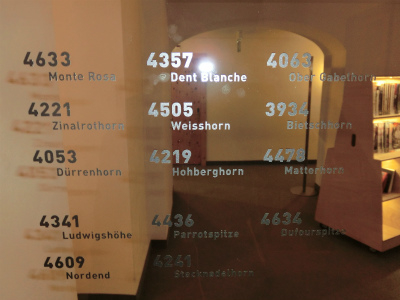 4633 4357 4063
Monte Rosa Dent Blanche Ober Gabelhorn
4221 4505 3934
Zinalrothorn Weisshorn Bietschhorn
4053 4219 4478
Dürrenhorn Hohberghorn Matterhorn
4341 4436 4634
Ludwigshöhe Parrotspitze Dufourspitze
4609 4241
Nordend Stecknadelhorn